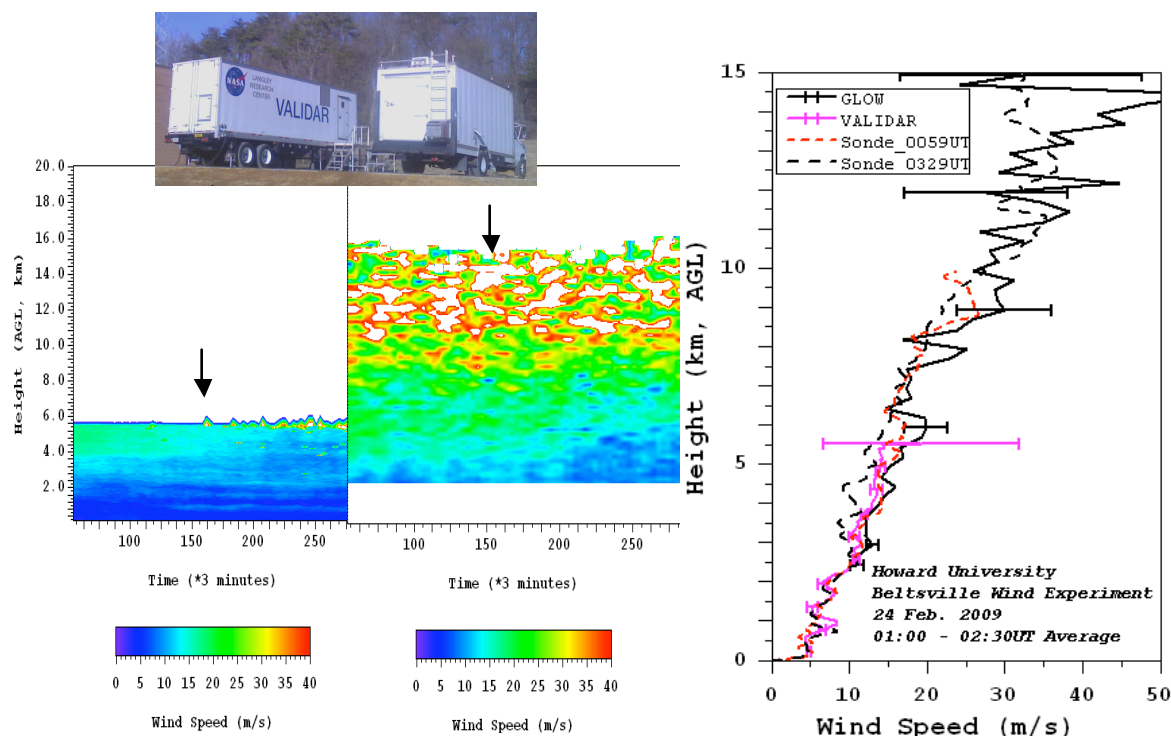 NASA
LANGLEY
RESEARCH
CENTER
VALIDAR
Height (AGL, km)
20.0
18.0
16.0
14.0
12.0
10.0
8.0
6.0
4.0
2.0
100 150 200 250
Time (*3 minutes)
100 150 200 250
Time (*3 minutes)
0 5 10 15 20 25 30 35 40
Wind Speed (m/s)
0 5 10 15 20 25 30 35 40
Wind Speed (m/s)
Height (km, AGL)
15
10
5
0
GLOW
VALIDAR
Sonde_0059UT
Sonde_0329UT
Howard University
Beltsville Wind Experiment
24 Feb. 2009
01:00 - 02:30UT Average
0 10 20 30 40 50
Wind Speed (m/s)